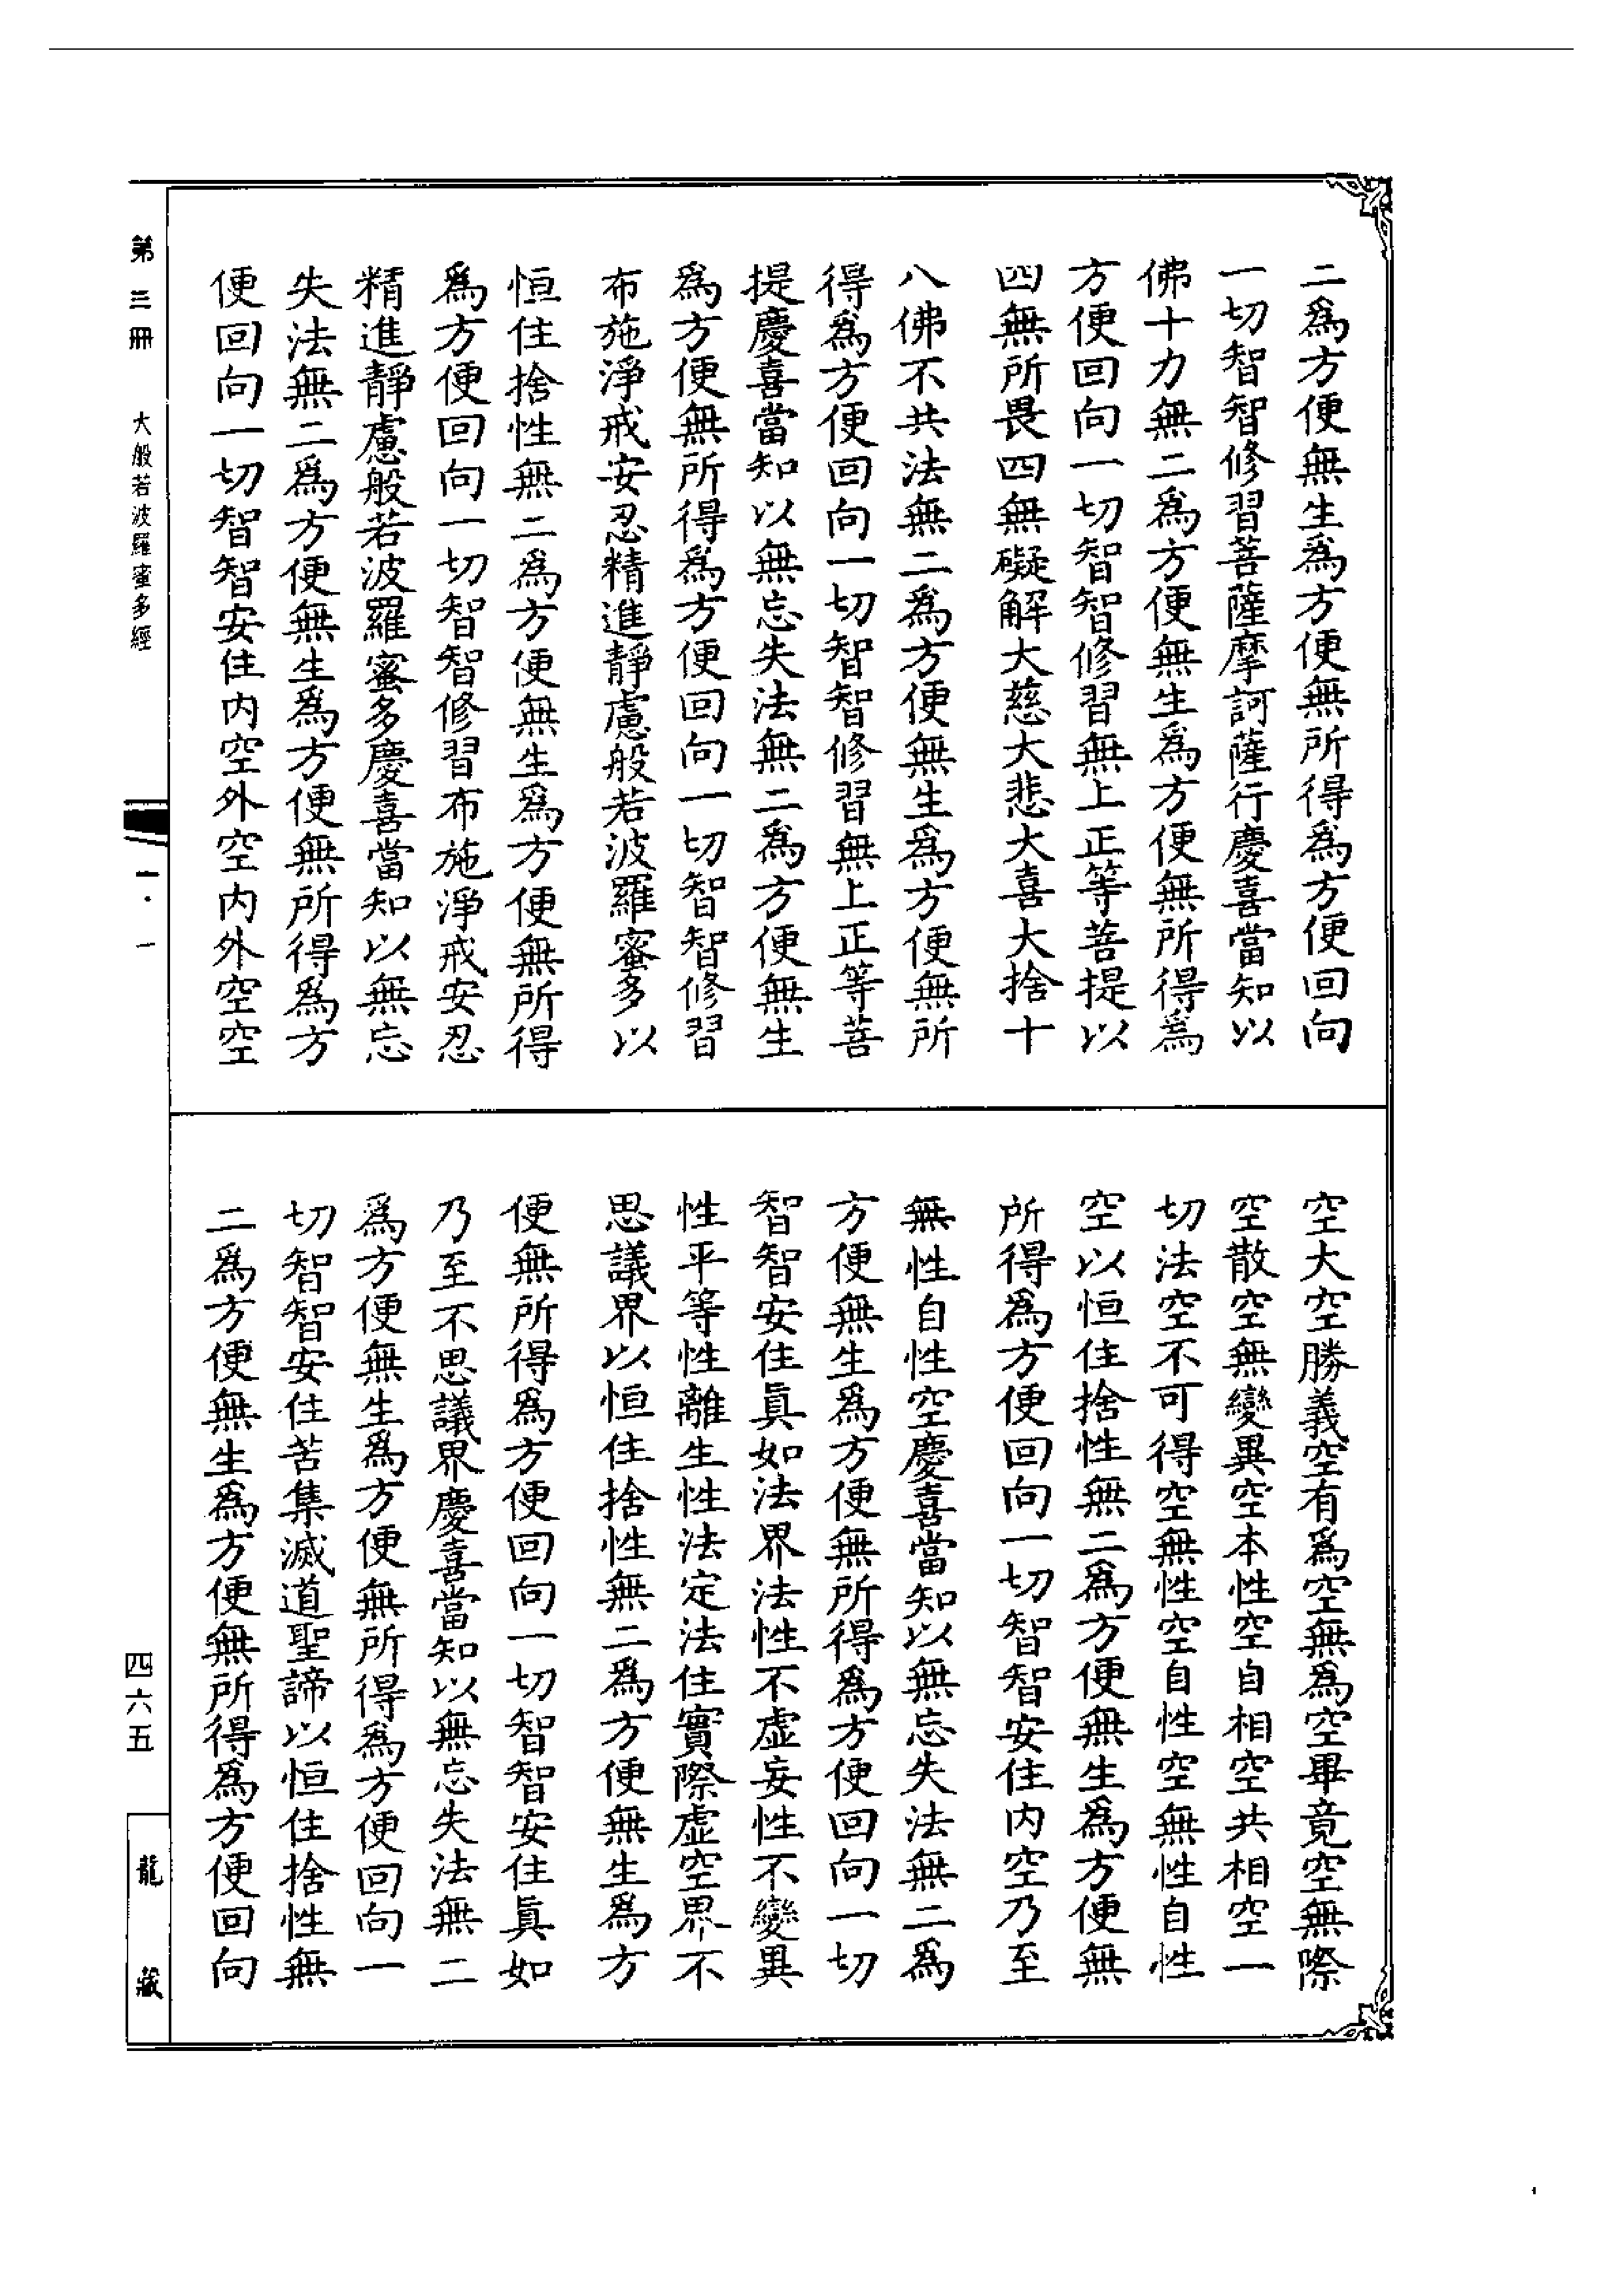 二爲方便無生爲方便無所得爲方便回向
一切智智修習菩薩摩訶薩行慶喜當知以
佛十力無二爲方便無生爲方便無所得爲
方便回向一切智智修習無上正等菩提以
四無所畏四無礙解大慈大悲大喜大捨十
八佛不共法無二爲方便無生爲方便無所
得爲方便回向一切智智修習無上正等菩
提慶喜當知以無忘失法無二爲方便無生
爲方便無所得爲方便回向一切智智修習
布施淨戒安忍精進靜慮般若波羅蜜多以
恒住捨性無二爲方便無生爲方便無所得
爲方便回向一切智智修習布施淨戒安忍
精進靜慮般若波羅蜜多慶喜當知以無忘
失法無二爲方便無生爲方便無所得爲方
便回向一切智智安住内空外空内外空空
空大空勝義空有爲空無爲空畢竟空無際
空散空無變異空本性空自相空共相空一
切法空不可得空無性空自性空無性自性
空以恒住捨性無二爲方便無生爲方便無
所得爲方便回向一切智智安住内空乃至
無性自性空慶喜當知以無忘失法無二爲
方便無生爲方便無所得爲方便回向一切
智智安住眞如法界法性不虛妄性不變異
性平等性離生性法定法住實際虛空界不
思議界以恒住捨性無二爲方便無生爲方
便無所得爲方便回向一切智智安住眞如
乃至不思議界慶喜當知以無忘失法無二
爲方便無生爲方便無所得爲方便回向一
切智智安住苦集滅道聖諦以恒住捨性無
二爲方便無生爲方便無所得爲方便回向
第三冊 大般若波羅蜜多經 一·一
四六五
龍藏